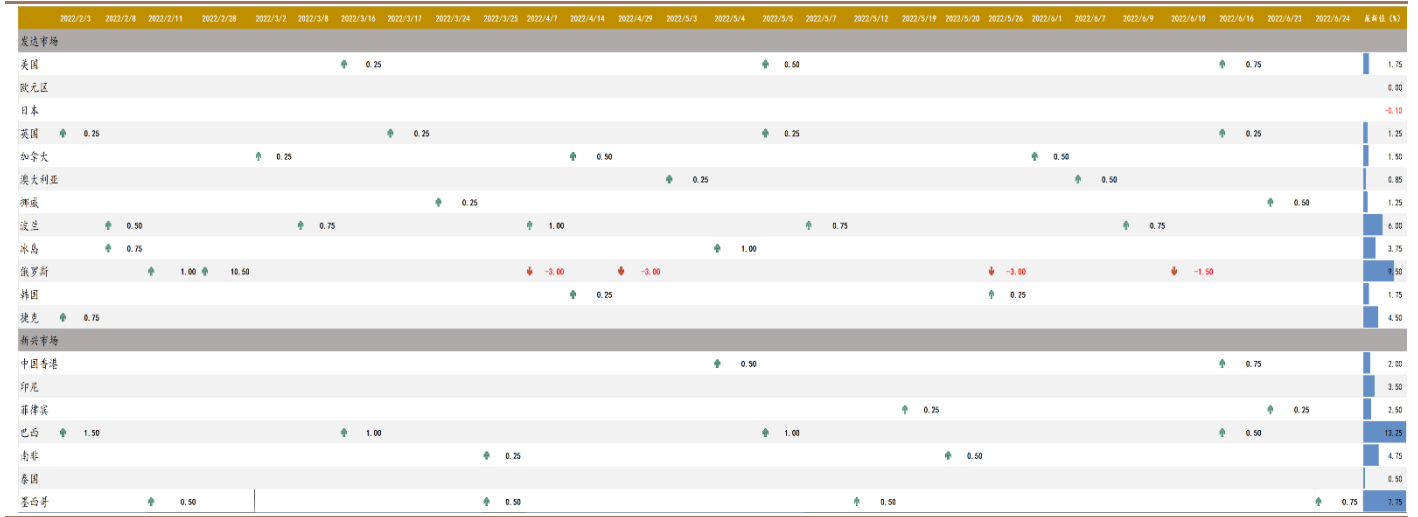 2022/2/3 2022/2/8 2022/2/11 2022/2/28 2022/3/2 2022/3/8 2022/3/16 2022/3/17 2022/3/24 2022/3/25 2022/4/7 2022/4/14 2022/4/29 2022/5/3 2022/5/4 2022/5/5 2022/5/7 2022/5/12 2022/5/19 2022/5/20 2022/5/26 2022/6/1 2022/6/7 2022/6/9 2022/6/10 2022/6/16 2022/6/23 2022/6/24 最新值 (%)
发达市场
美国 0.25 0.50 0.75 1.75
欧元区 0.00
日本 -0.10
英国 0.25 0.25 0.25 0.25 1.25
加拿大 0.25 0.50 0.50 1.50
澳大利亚 0.25 0.50 0.85
挪威 0.25 0.50 1.25
波兰 0.50 0.75 1.00 0.75 0.75 6.00
冰岛 0.75 1.00 3.75
俄罗斯 1.00 10.50 -3.00 -3.00 -3.00 -1.50 9.50
韩国 0.25 0.25 1.75
捷克 0.75 4.50
新兴市场
中国香港 0.50 0.75 2.00
印尼 3.50
菲律宾 0.25 0.25 2.50
巴西 1.50 1.00 1.00 0.50 13.25
南非 0.25 0.50 4.75
泰国 0.50
墨西哥 0.50 0.50 0.50 0.75 7.75